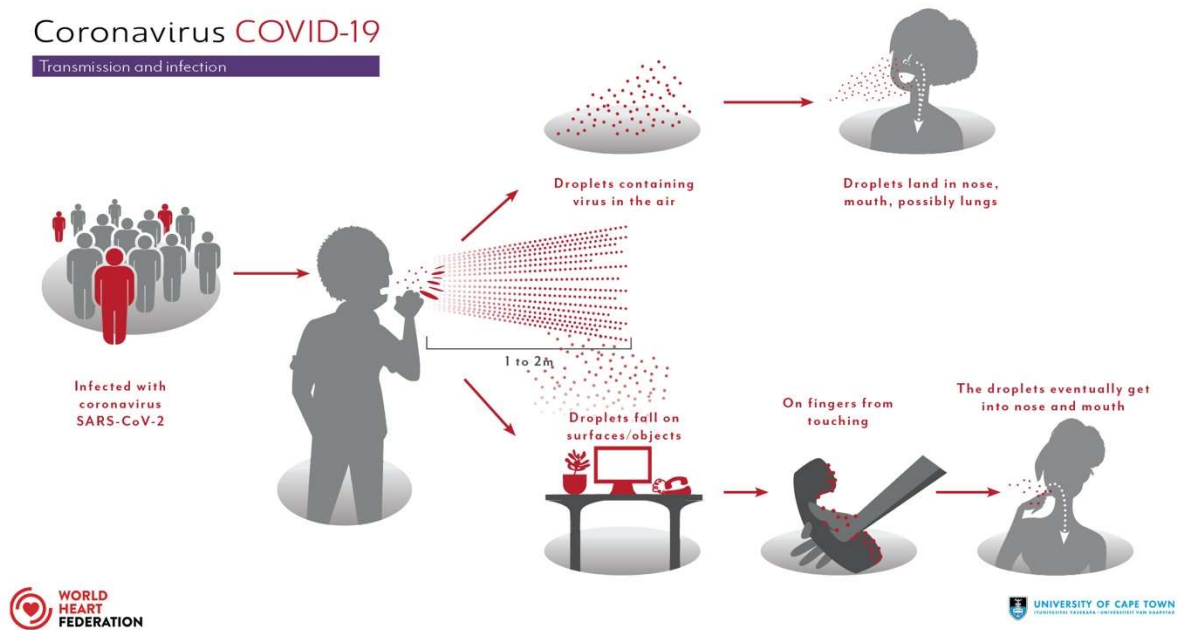 Coronavirus COVID-19
Transmission and infection
Droplets containing
virus in the air
Droplets land in nose,
mouth, possibly lungs
1 to 2m
Infected with
coronavirus
SARS-CoV-2
Droplets fall on
surfaces/objects
On fingers from
touching
The droplets eventually get
into nose and mouth
WORLD
HEART
FEDERATION
UNIVERSITY OF CAPE TOWN